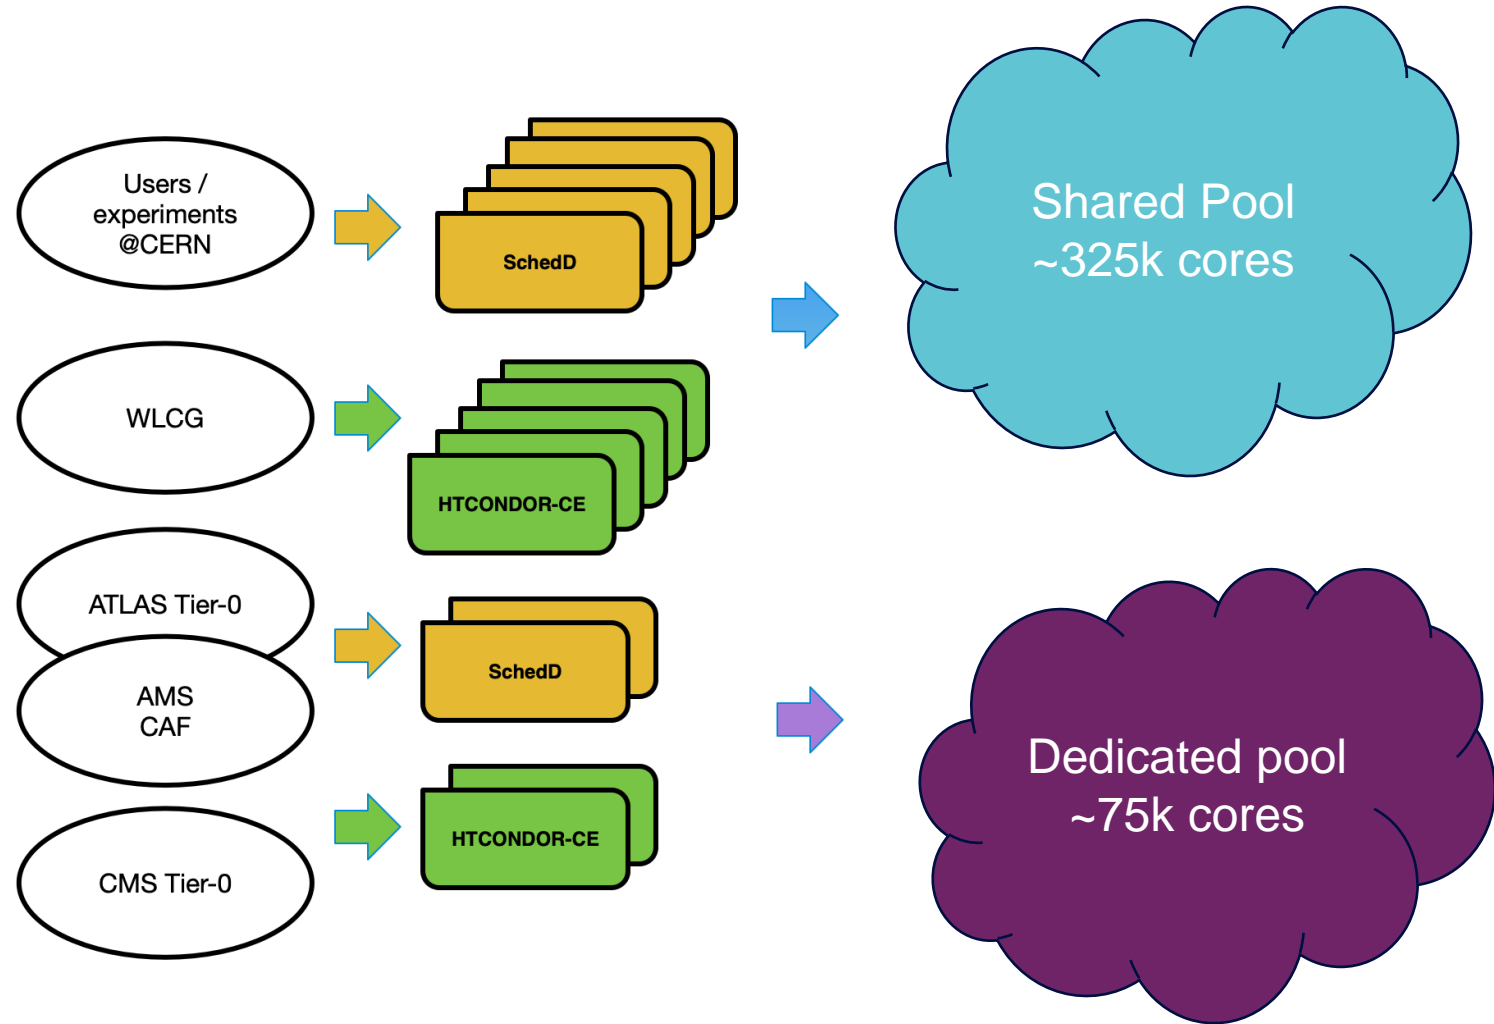 Users /
experiments
@CERN
SchedD
Shared Pool
~325k cores
WLCG
HTCONDOR-CE
ATLAS Tier-0
AMS
CAF
SchedD
Dedicated pool
~75k cores
HTCONDOR-CE
CMS Tier-0